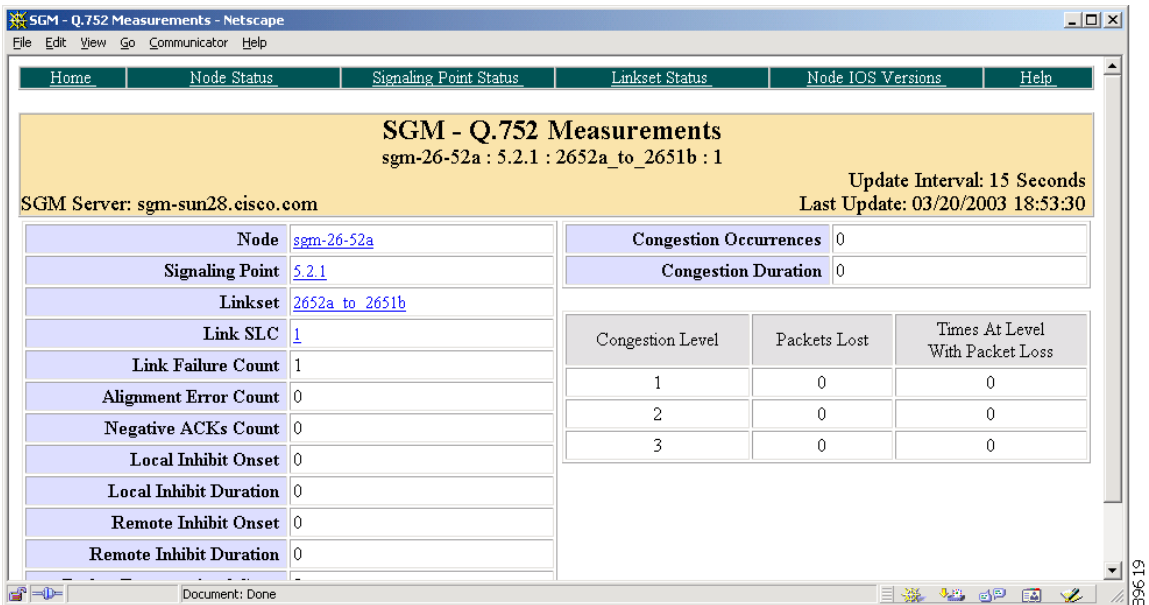 SGM - Q.752 Measurements - Netscape
File Edit View Go Communicator Help
Home Node Status Signaling Point Status Linkset Status Node IOS Versions Help
SGM - Q.752 Measurements
sgm-26-52a : 5.2.1 : 2652a_to_2651b : 1
Update Interval: 15 Seconds
SGM Server: sgm-sun28.cisco.com Last Update: 03/20/2003 18:53:30
Node sgm-26-52a
Signaling Point 5.2.1
Linkset 2652a_to_2651b
Link SLC 1
Link Failure Count 1
Alignment Error Count 0
Negative ACKs Count 0
Local Inhibit Onset 0
Local Inhibit Duration 0
Remote Inhibit Onset 0
Remote Inhibit Duration 0
Congestion Occurrences 0
Congestion Duration 0
Congestion Level Packets Lost Times At Level
With Packet Loss
1 0 0
2 0 0
3 0 0
Document: Done